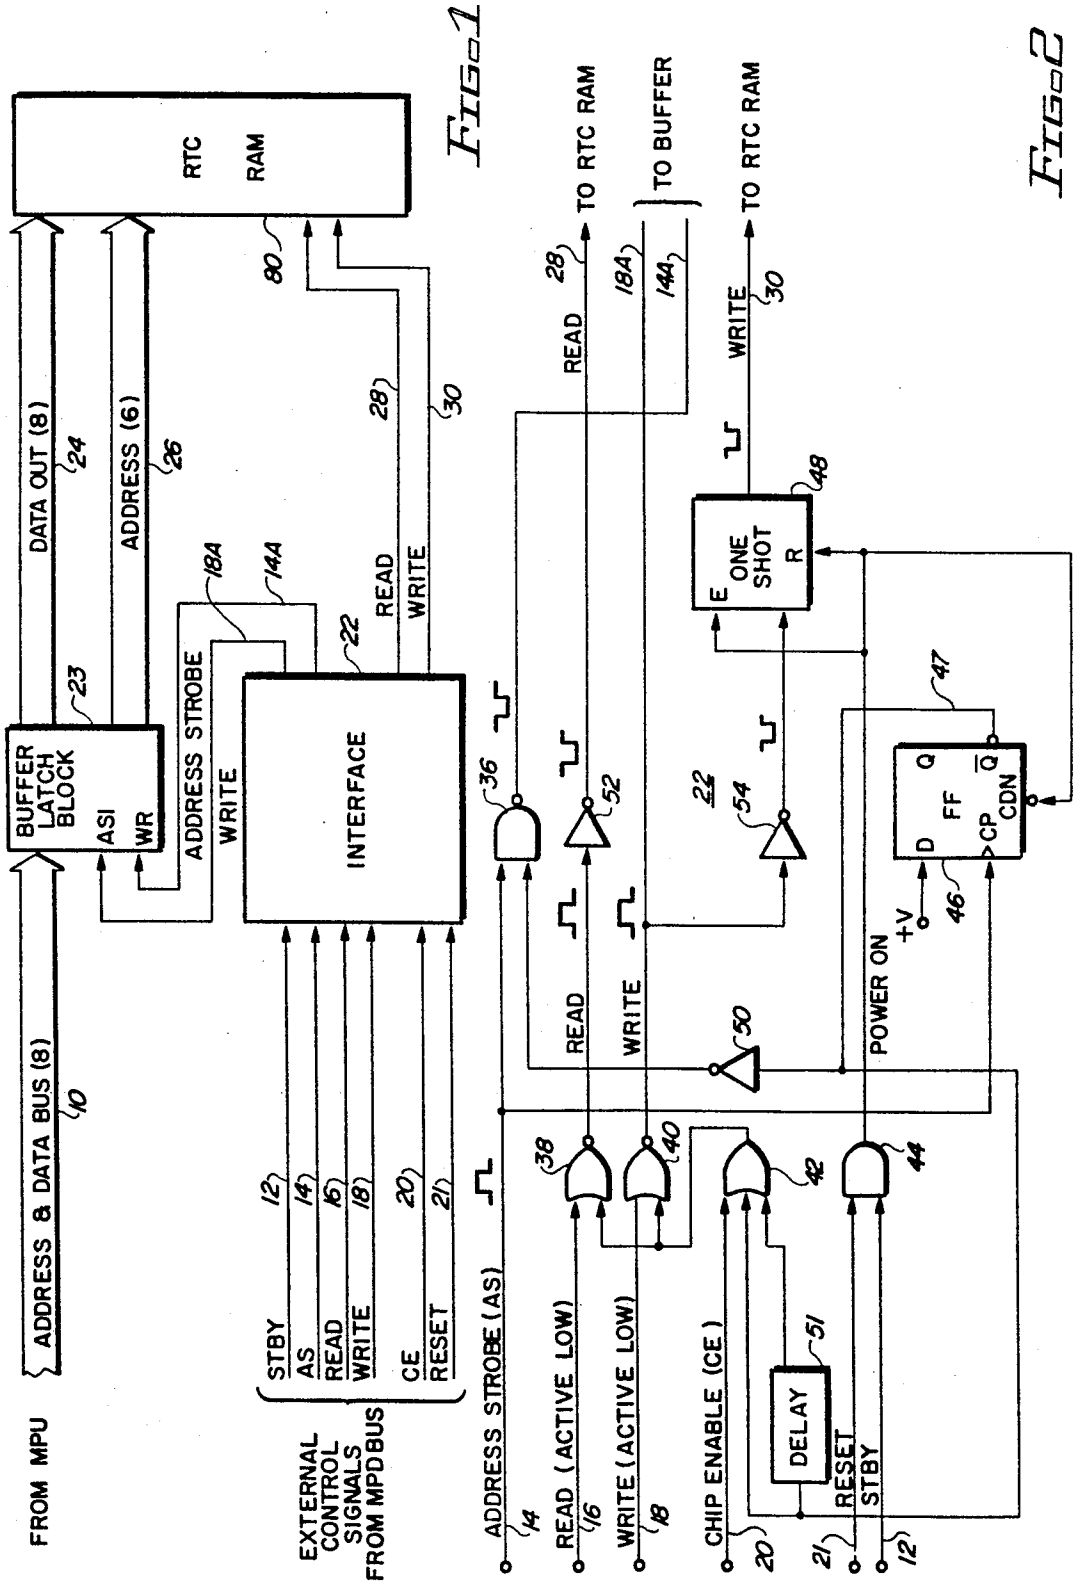 FIG. 1
FROM MPU
ADDRESS & DATA BUS (8)
10
BUFFER
LATCH
BLOCK
ASI
WR
23
DATA OUT (8)
24
ADDRESS (6)
26
RTC
RAM
80
18A
14A
ADDRESS STROBE
WRITE
22
INTERFACE
READ
28
WRITE
30
EXTERNAL
CONTROL
SIGNALS
FROM MPDBUS
STBY
12
AS
14
READ
16
WRITE
18
CE
20
RESET
21
FIG. 2
ADDRESS STROBE (AS)
14
READ (ACTIVE LOW)
16
WRITE (ACTIVE LOW)
18
CHIP ENABLE (CE)
20
DELAY
51
RESET
21
STBY
12
38
40
42
44
READ
WRITE
50
POWER ON
36
52
22
54
+V
46
D
Q
FF
CP
Q
CDN
47
E
ONE
SHOT
R
48
READ
28
TO RTC RAM
18A
14A
TO BUFFER
WRITE
30
TO RTC RAM